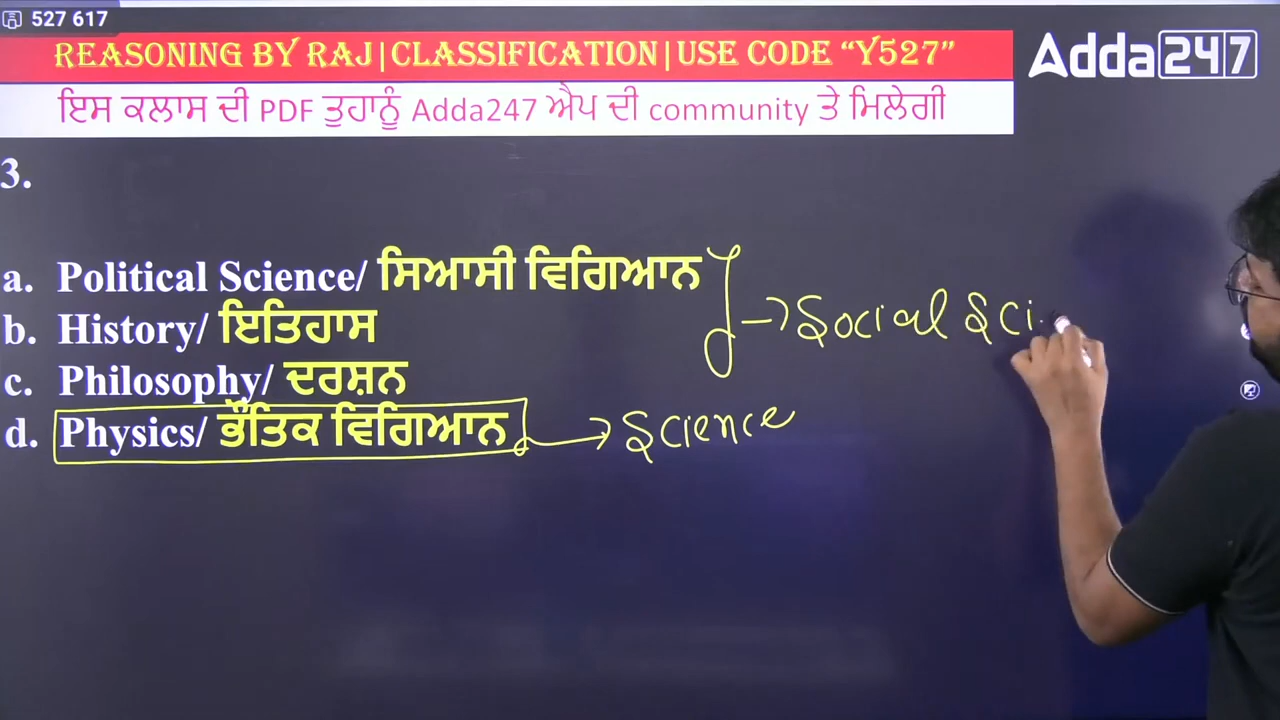 527 617
REASONING BY RAJ|CLASSIFICATION|USE CODE “Y527”
Adda247
ਇਸ ਕਲਾਸ ਦੀ PDF ਤੁਹਾਨੂੰ Adda247 ਐਪ ਦੀ community ਤੇ ਮਿਲੇਗੀ
3.
a. Political Science/ ਸਿਆਸੀ ਵਿਗਿਆਨ
b. History/ ਇਤਿਹਾਸ
→ Social Sci
c. Philosophy/ ਦਰਸ਼ਨ
d. Physics/ ਭੌਤਿਕ ਵਿਗਿਆਨ → Science